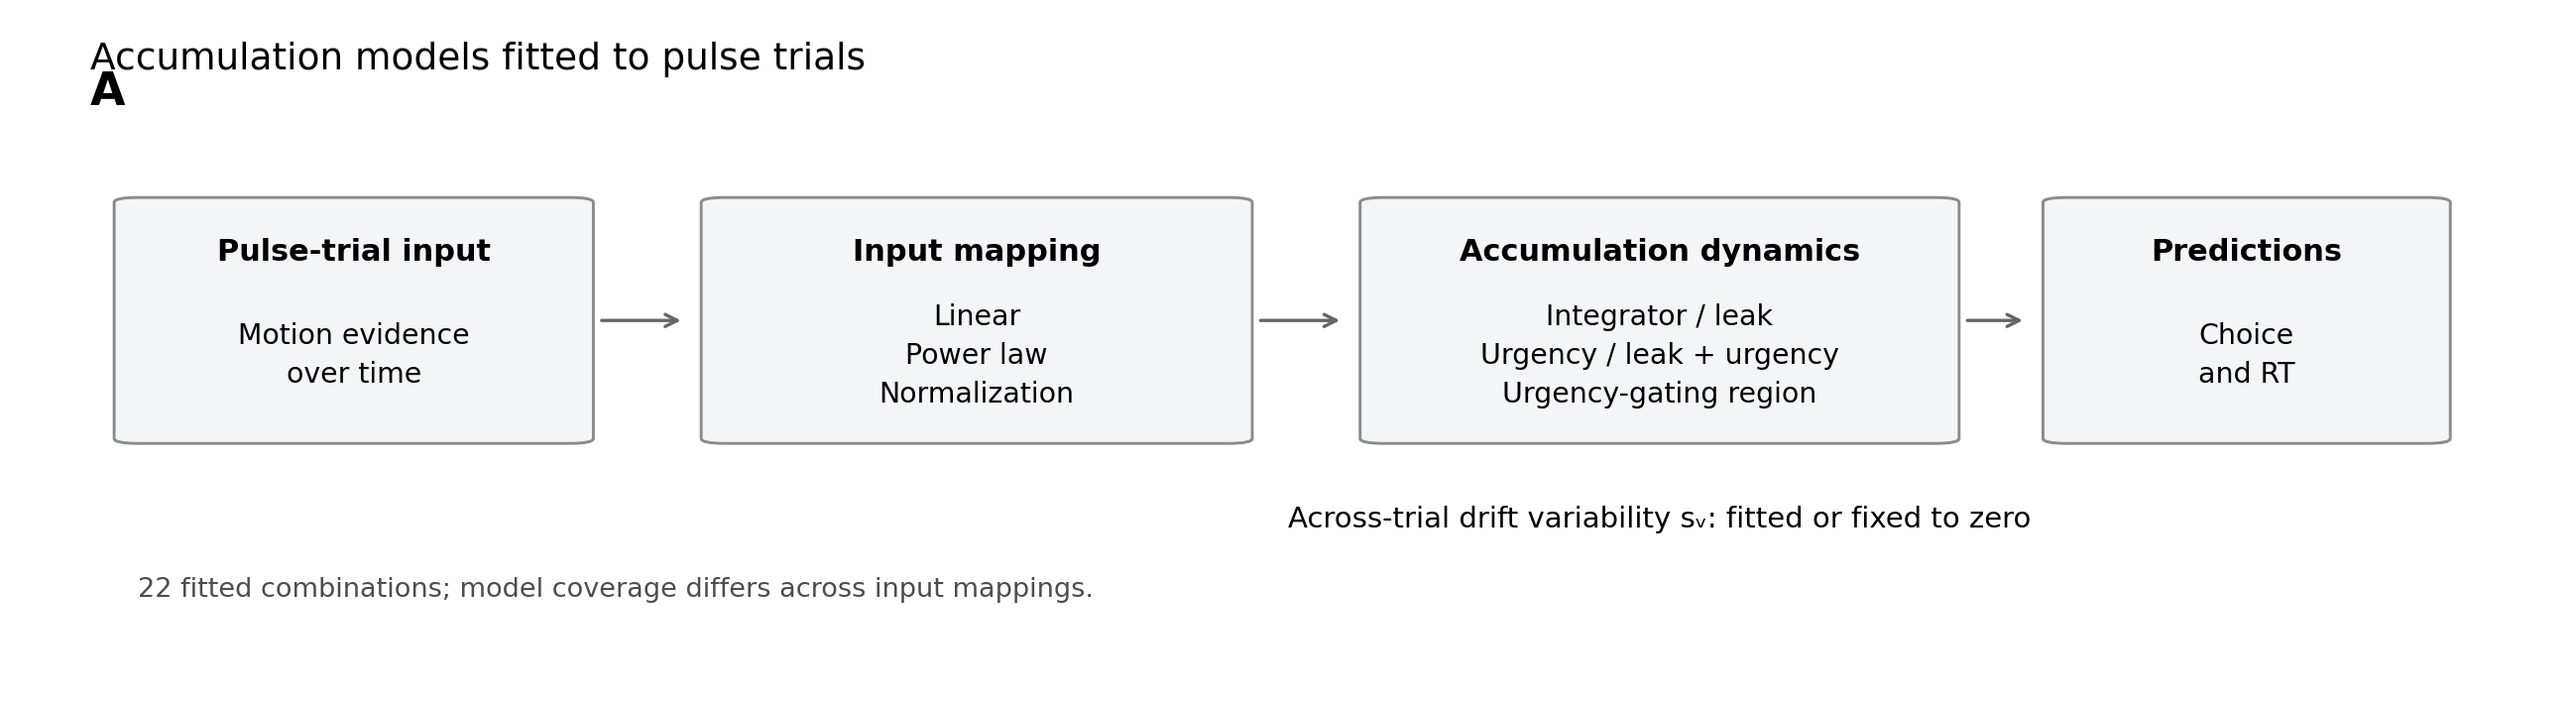 Accumulation models fitted to pulse trials
A
Pulse-trial input
Motion evidence
over time
Input mapping
Linear
Power law
Normalization
Accumulation dynamics
Integrator / leak
Urgency / leak + urgency
Urgency-gating region
Predictions
Choice
and RT
Across-trial drift variability sᵥ: fitted or fixed to zero
22 fitted combinations; model coverage differs across input mappings.